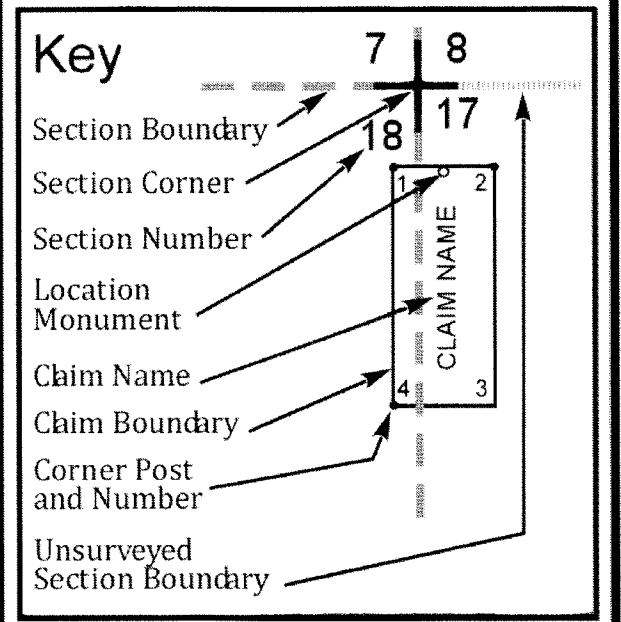 Key
7 8
18 17
Section Boundary
Section Corner
Section Number
Location
Monument
Claim Name
Claim Boundary
Corner Post
and Number
Unsurveyed
Section Boundary
1 2
CLAIM NAME
4 3